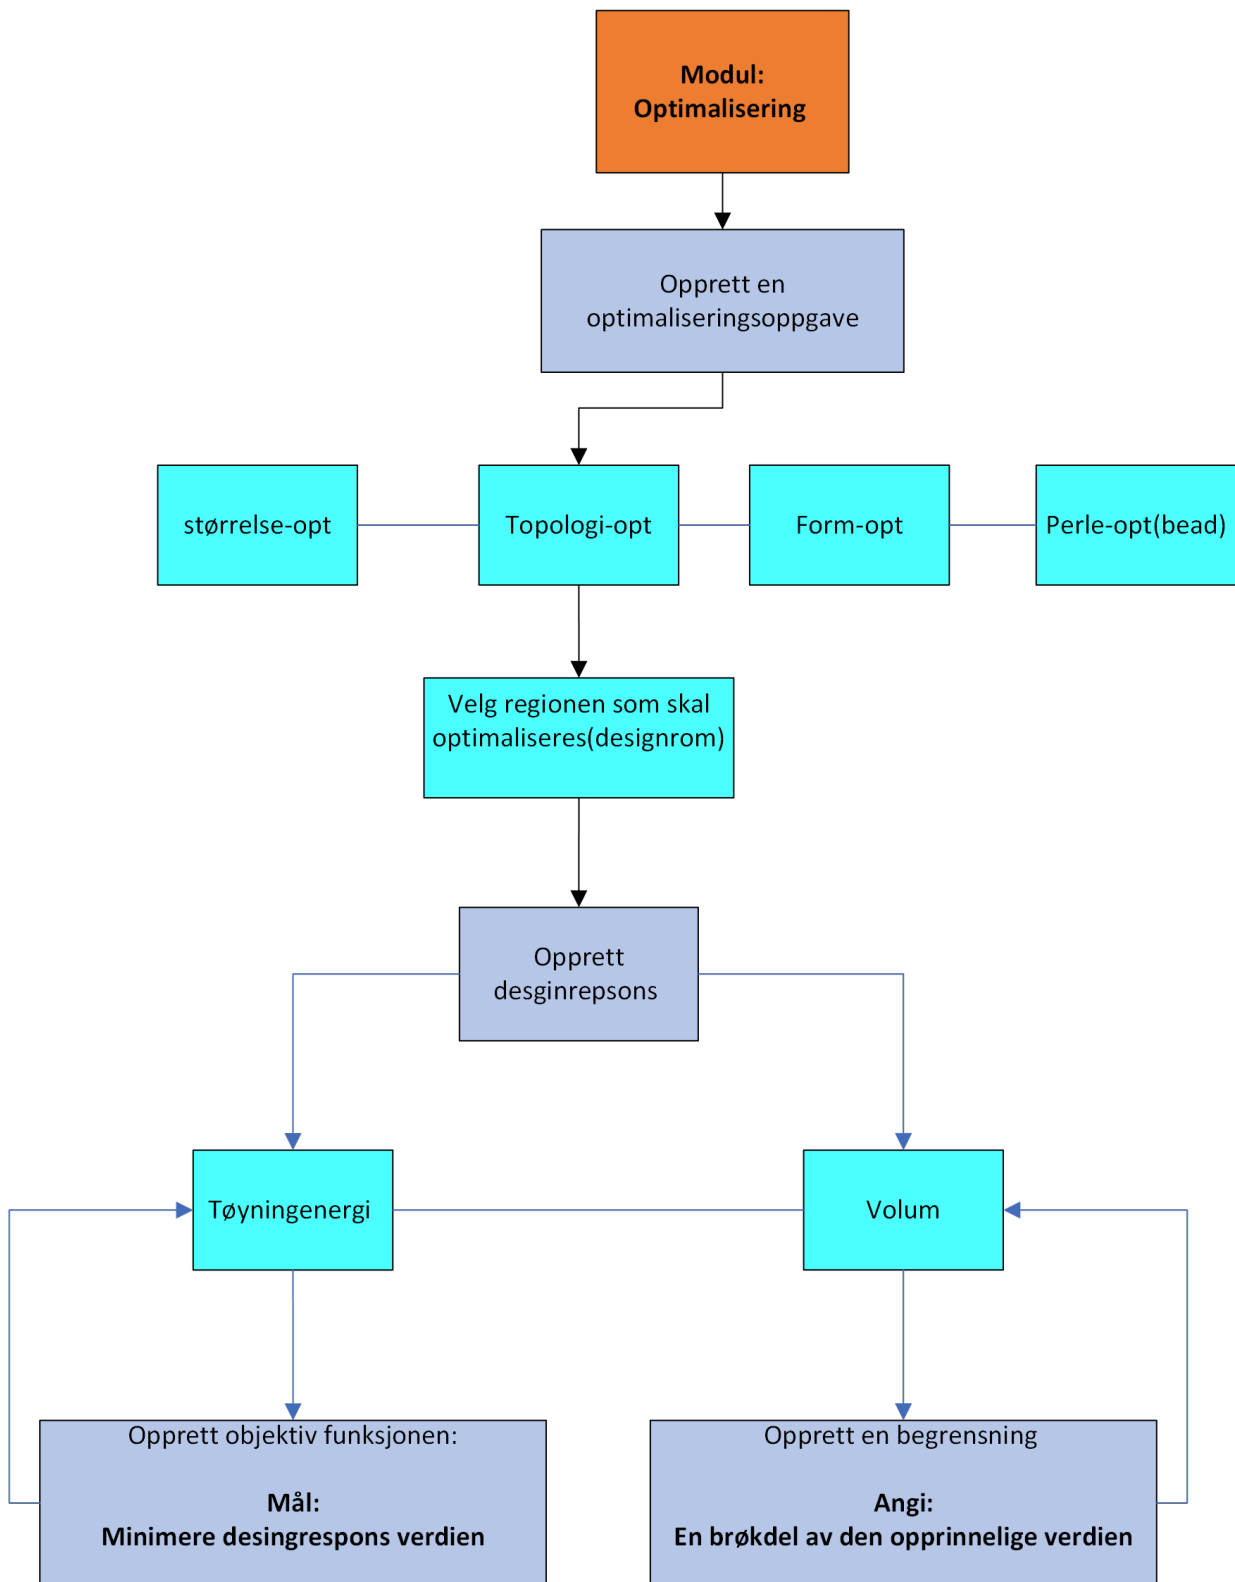 Modul:
Optimalisering
Opprett en
optimaliseringsoppgave
størrelse-opt
Topologi-opt
Form-opt
Perle-opt(bead)
Velg regionen som skal
optimaliseres(designrom)
Opprett
desginrepsons
Tøyningenergi
Volum
Opprett objektiv funksjonen:
Mål:
Minimere desingrespons verdien
Opprett en begrensning
Angi:
En brøkdel av den opprinnelige verdien